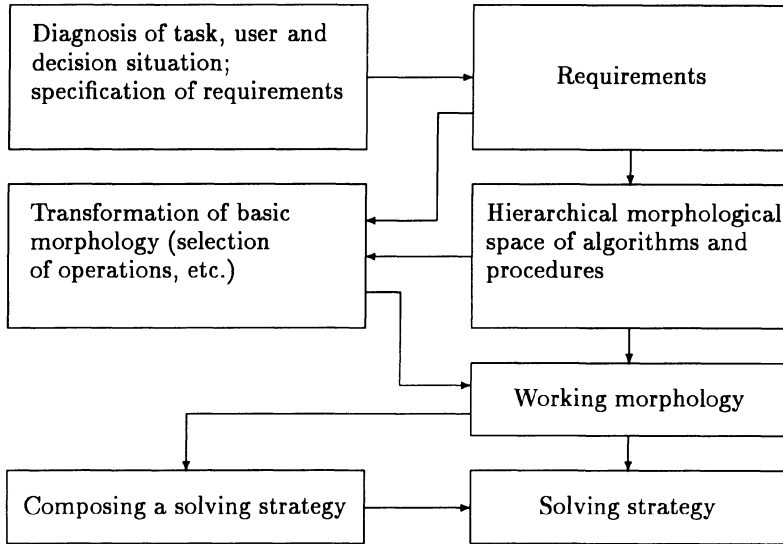 Diagnosis of task, user and
decision situation;
specification of requirements
Requirements
Transformation of basic
morphology (selection
of operations, etc.)
Hierarchical morphological
space of algorithms and
procedures
Working morphology
Composing a solving strategy
Solving strategy